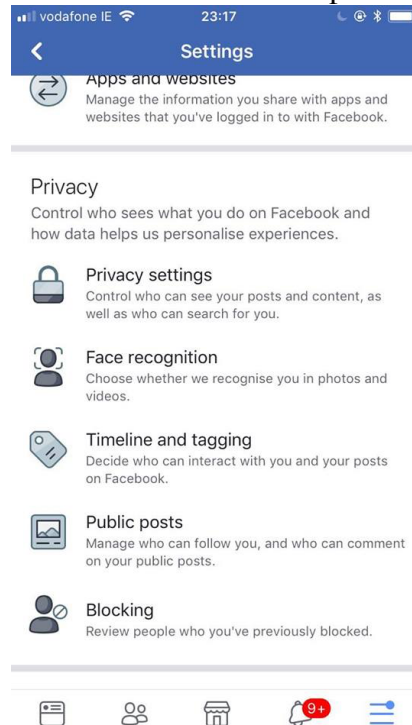 vodafone IE 23:17
Settings
Apps and websites
Manage the information you share with apps and
websites that you've logged in to with Facebook.
Privacy
Control who sees what you do on Facebook and
how data helps us personalise experiences.
Privacy settings
Control who can see your posts and content, as
well as who can search for you.
Face recognition
Choose whether we recognise you in photos and
videos.
Timeline and tagging
Decide who can interact with you and your posts
on Facebook.
Public posts
Manage who can follow you, and who can comment
on your public posts.
Blocking
Review people who you've previously blocked.
9+